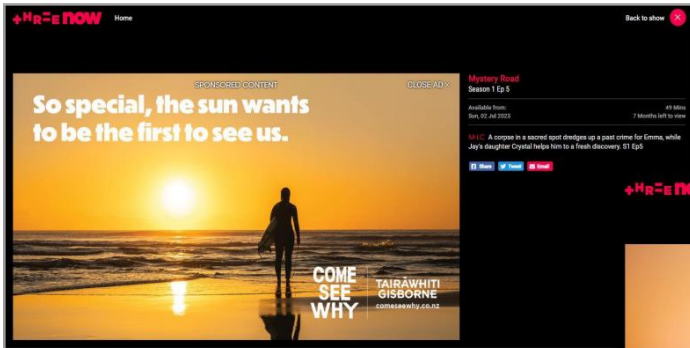 +HR=E NOW
Home
Back to show
SPONSORED CONTENT
CLOSE AD ×
So special, the sun wants
to be the first to see us.
COME
SEE
WHY
TAIRĀWHITI
GISBORNE
comeseewhy.co.nz
Mystery Road
Season 1 Ep 5
Available from:
Sun, 02 Jul 2023
49 Mins
7 Months left to view
M-LC A corpse in a sacred spot dredges up a past crime for Emma, while
Jay's daughter Crystal helps him to a fresh discovery. S1 Ep5
Share
Tweet
Email
+HR=E